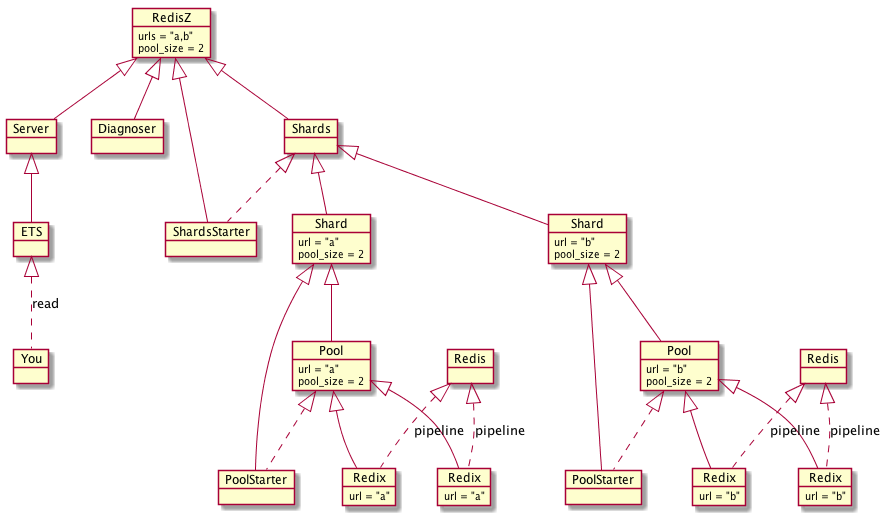 RedisZ
urls = "a,b"
pool_size = 2
Server
Diagnoser
Shards
ETS
ShardsStarter
Shard
url = "a"
pool_size = 2
Shard
url = "b"
pool_size = 2
read
You
Pool
url = "a"
pool_size = 2
Redis
Pool
url = "b"
pool_size = 2
Redis
pipeline
pipeline
pipeline
pipeline
PoolStarter
Redix
url = "a"
Redix
url = "a"
PoolStarter
Redix
url = "b"
Redix
url = "b"